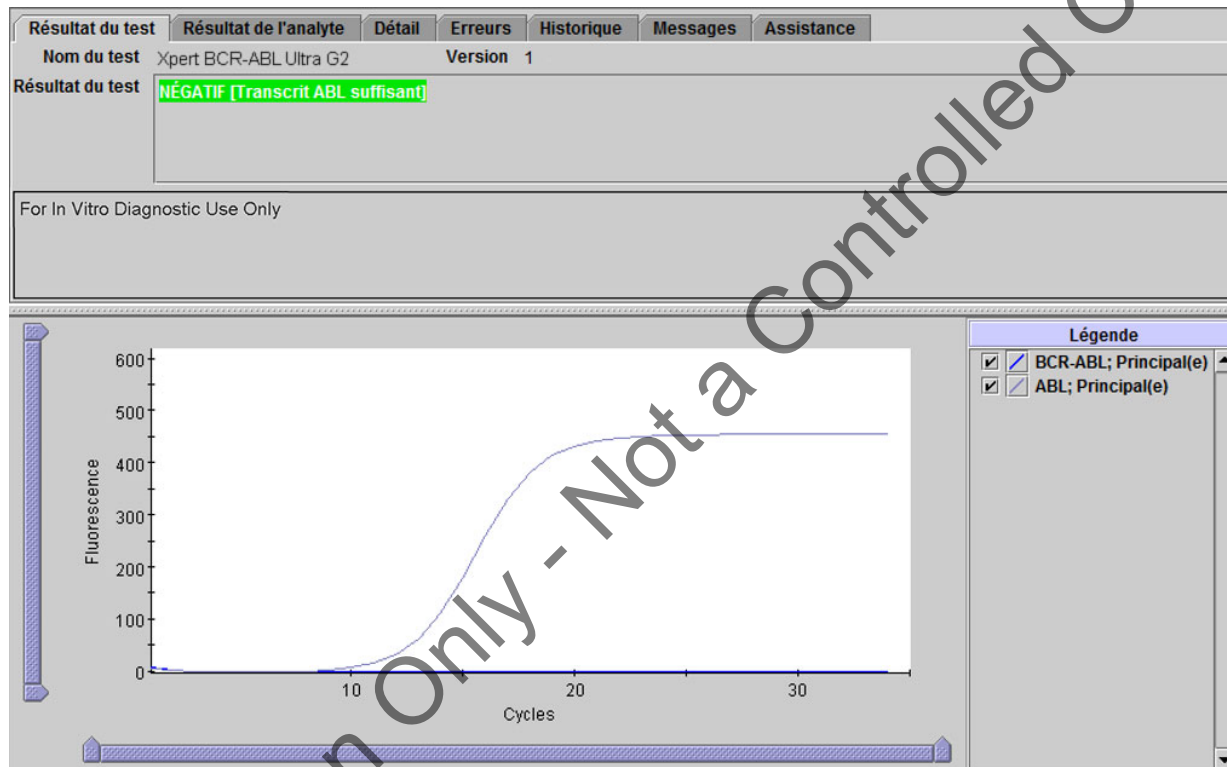 Résultat du test Résultat de l'analyte Détail Erreurs Historique Messages Assistance
Nom du test Xpert BCR-ABL Ultra G2 Version 1
Résultat du test NÉGATIF [Transcrit ABL suffisant]
For In Vitro Diagnostic Use Only
Légende
BCR-ABL; Principal(e)
ABL; Principal(e)
600
500
400
300
200
100
0
Fluorescence
10 20 30
Cycles
n Only - Not a Controlled C